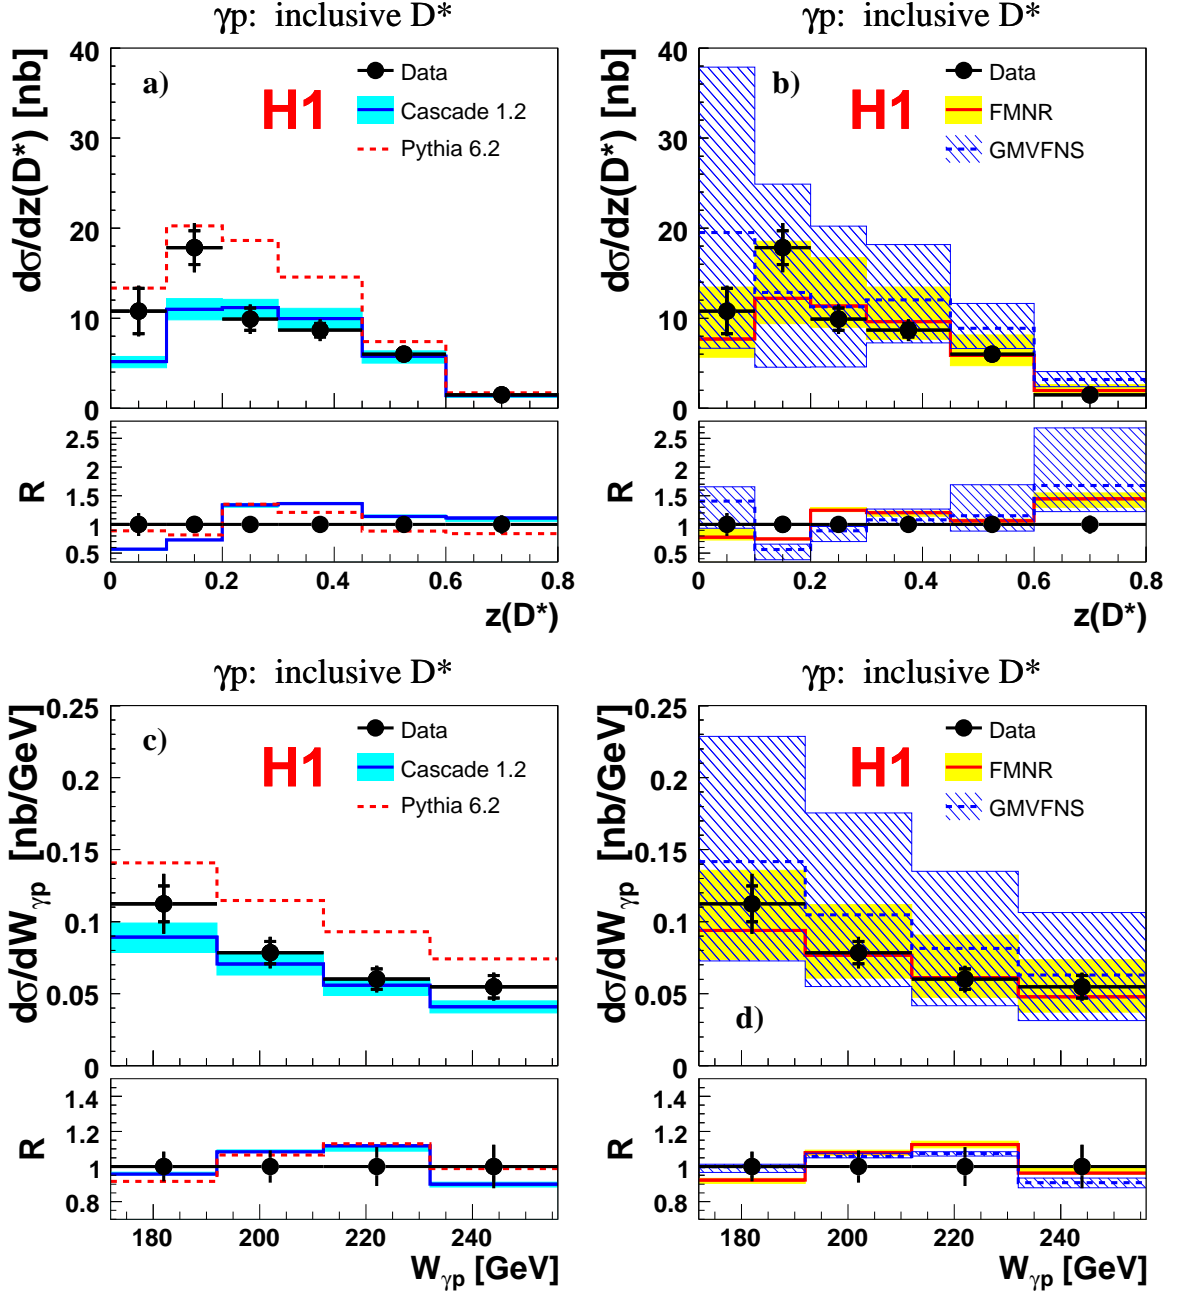 γp: inclusive D*
γp: inclusive D*
dσ/dz(D*) [nb]
40
30
20
10
0
a)
H1
Data
Cascade 1.2
Pythia 6.2
dσ/dz(D*) [nb]
40
30
20
10
0
b)
H1
Data
FMNR
GMVFNS
R
2.5
2
1.5
1
0.5
0 0.2 0.4 0.6 0.8
z(D*)
R
2.5
2
1.5
1
0.5
0 0.2 0.4 0.6 0.8
z(D*)
γp: inclusive D*
γp: inclusive D*
dσ/dWγp [nb/GeV]
0.25
0.2
0.15
0.1
0.05
0
c)
H1
Data
Cascade 1.2
Pythia 6.2
dσ/dWγp [nb/GeV]
0.25
0.2
0.15
0.1
0.05
0
H1
Data
FMNR
GMVFNS
d)
R
1.4
1.2
1
0.8
180 200 220 240
Wγp [GeV]
R
1.4
1.2
1
0.8
180 200 220 240
Wγp [GeV]